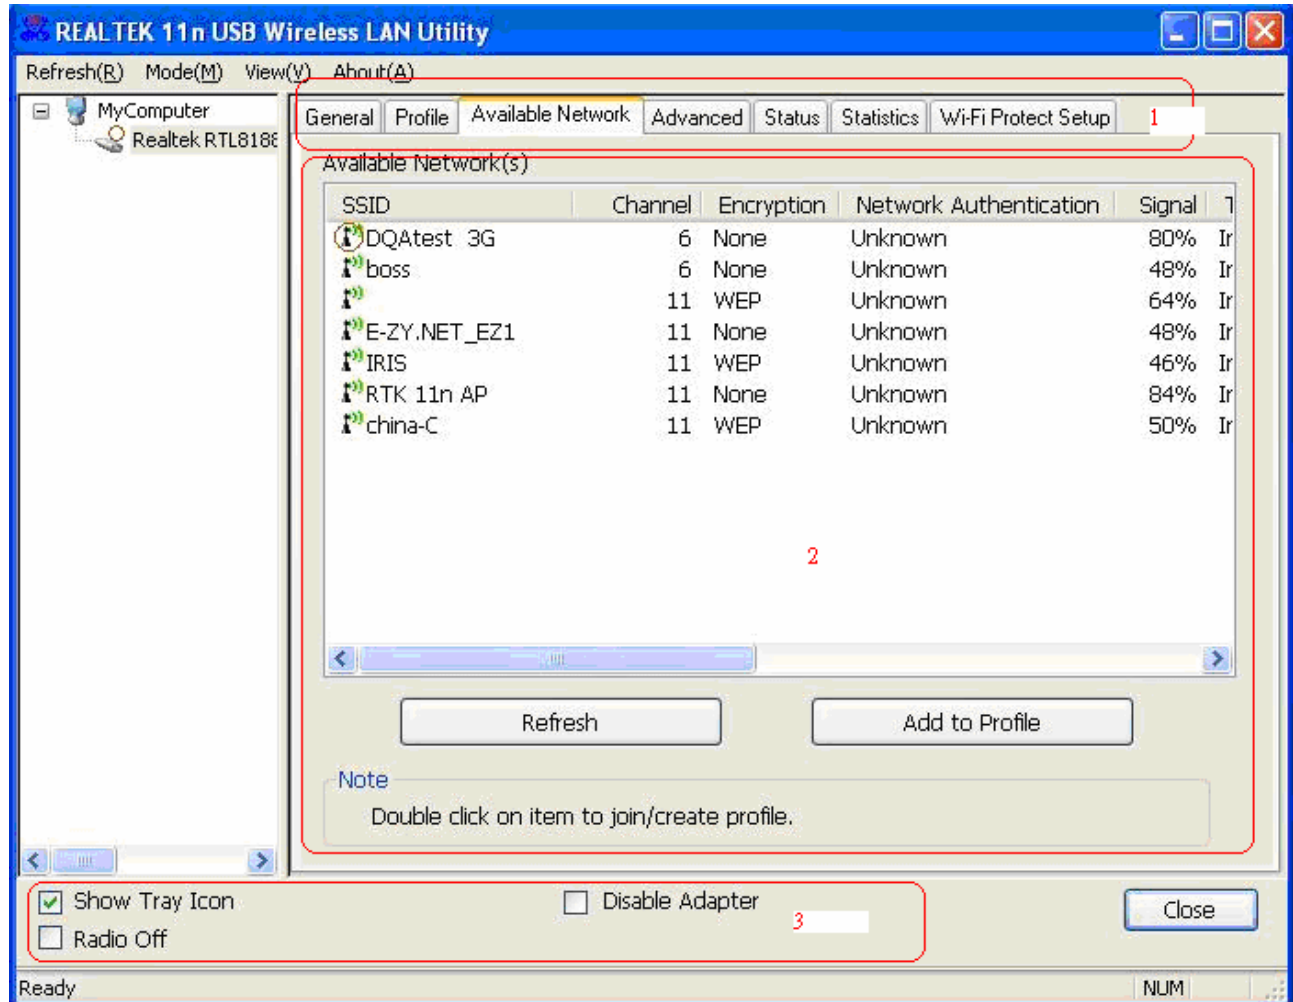 REALTEK 11n USB Wireless LAN Utility
Refresh(R) Mode(M) View(V) About(A)
MyComputer
Realtek RTL8188
General Profile Available Network Advanced Status Statistics Wi-Fi Protect Setup 1
Available Network(s)
SSID Channel Encryption Network Authentication Signal
DQAtest 3G 6 None Unknown 80%
boss 6 None Unknown 48%
11 WEP Unknown 64%
E-ZY.NET_EZ1 11 None Unknown 48%
IRIS 11 WEP Unknown 46%
RTK 11n AP 11 None Unknown 84%
china-C 11 WEP Unknown 50%
2
Refresh Add to Profile
Note
Double click on item to join/create profile.
Show Tray Icon Disable Adapter 3 Close
Radio Off
Ready NUM